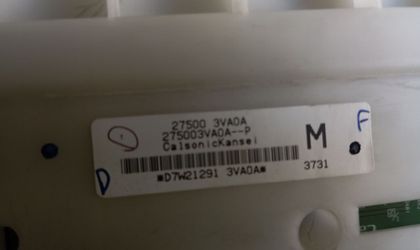 27500 3VA0A
275003VA0A--P
CalsonicKansei
M
F
D
*D7W21291 3VA0A*
3731